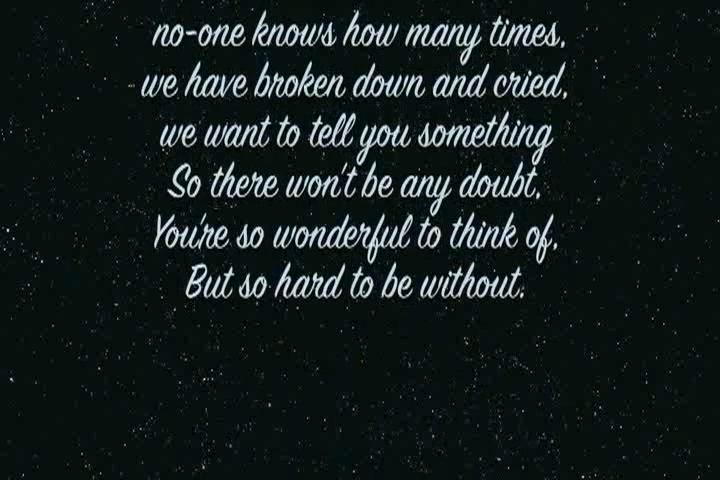 no-one knows how many times,
we have broken down and cried,
we want to tell you something
So there won't be any doubt,
You're so wonderful to think of,
But so hard to be without.